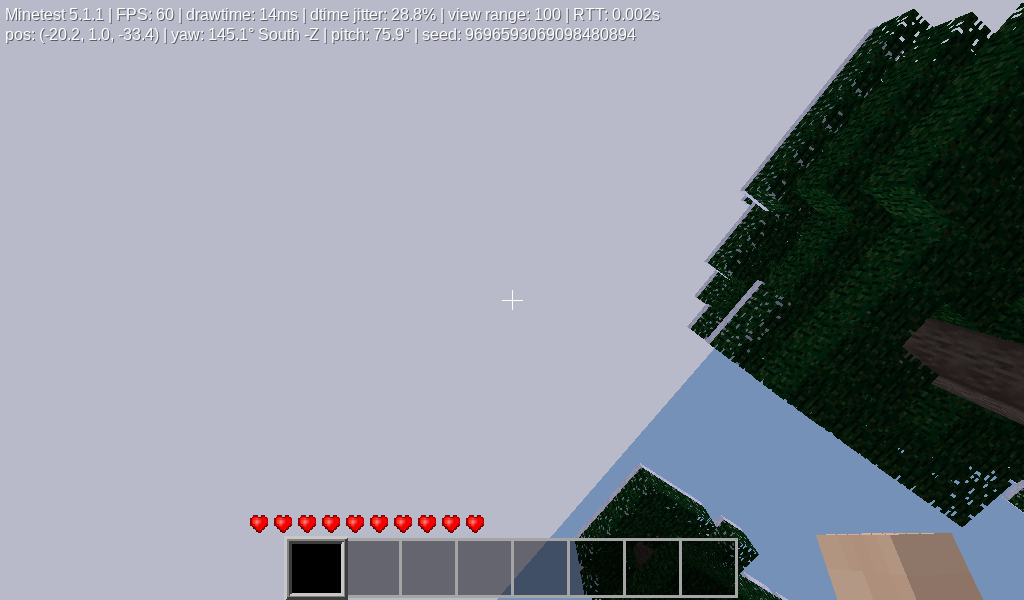 Minetest 5.1.1 | FPS: 60 | drawtime: 14ms | dtime jitter: 28.8% | view range: 100 | RTT: 0.002s
pos: (-20.2, 1.0, -33.4) | yaw: 145.1° South -Z | pitch: 75.9° | seed: 9696593069098480894